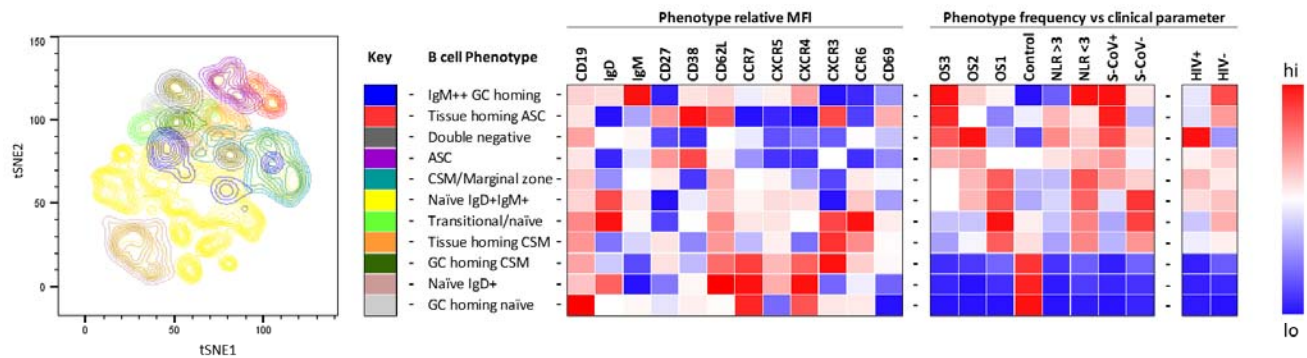 Phenotype relative MFI
Phenotype frequency vs clinical parameter
Key
B cell Phenotype
CD19
IgD
IgM
CD27
CD38
CD62L
CCR7
CXCR5
CXCR4
CXCR3
CCR6
CD69
OS3
OS2
OS1
Control
NLR >3
NLR <3
S-CoV+
S-CoV-
HIV+
HIV-
- IgM++ GC homing - - -
- Tissue homing ASC - - -
- Double negative - - -
- ASC - - -
- CSM/Marginal zone - - -
- Naïve IgD+IgM+ - - -
- Transitional/naïve - - -
- Tissue homing CSM - - -
- GC homing CSM - - -
- Naïve IgD+ - - -
- GC homing naïve - - -
hi
lo
150
100
50
0
tSNE2
0
50
100
tSNE1